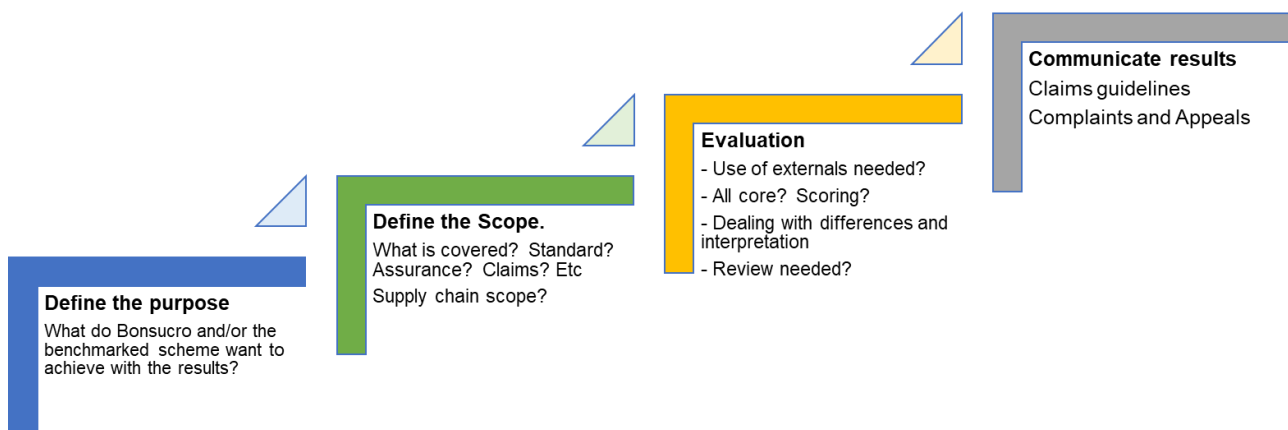 Define the purpose
What do Bonsucro and/or the
benchmarked scheme want to
achieve with the results?
Define the Scope.
What is covered? Standard?
Assurance? Claims? Etc
Supply chain scope?
Evaluation
- Use of externals needed?
- All core? Scoring?
- Dealing with differences and
interpretation
- Review needed?
Communicate results
Claims guidelines
Complaints and Appeals